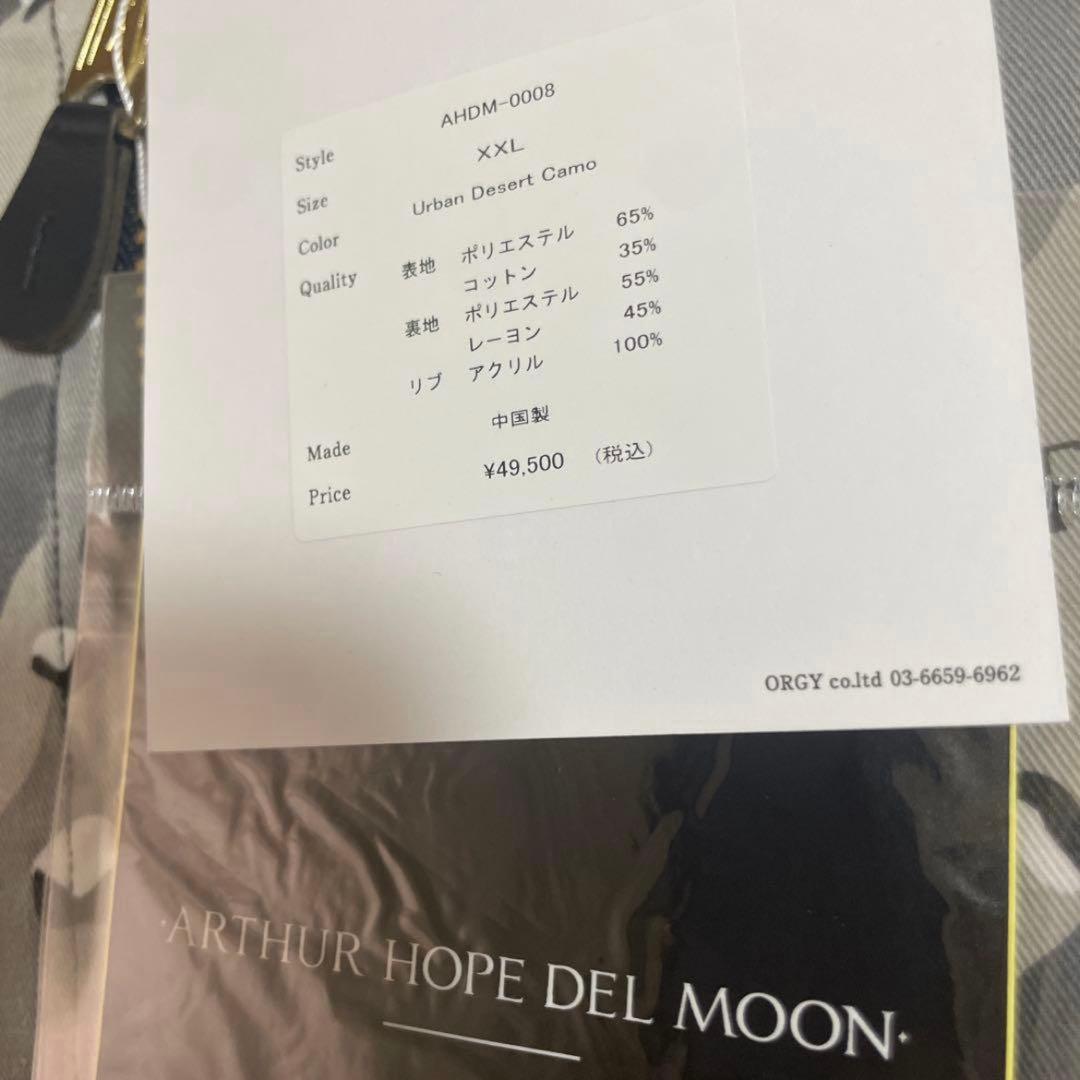 Style AHDM-0008
Size XXL
Color Urban Desert Camo
Quality 表地 ポリエステル 65%
コットン 35%
裏地 ポリエステル 55%
レーヨン 45%
リブ アクリル 100%
Made 中国製
Price ¥49,500 (税込)
ORGY co.ltd 03-6659-6962
·ARTHUR HOPE DEL MOON·